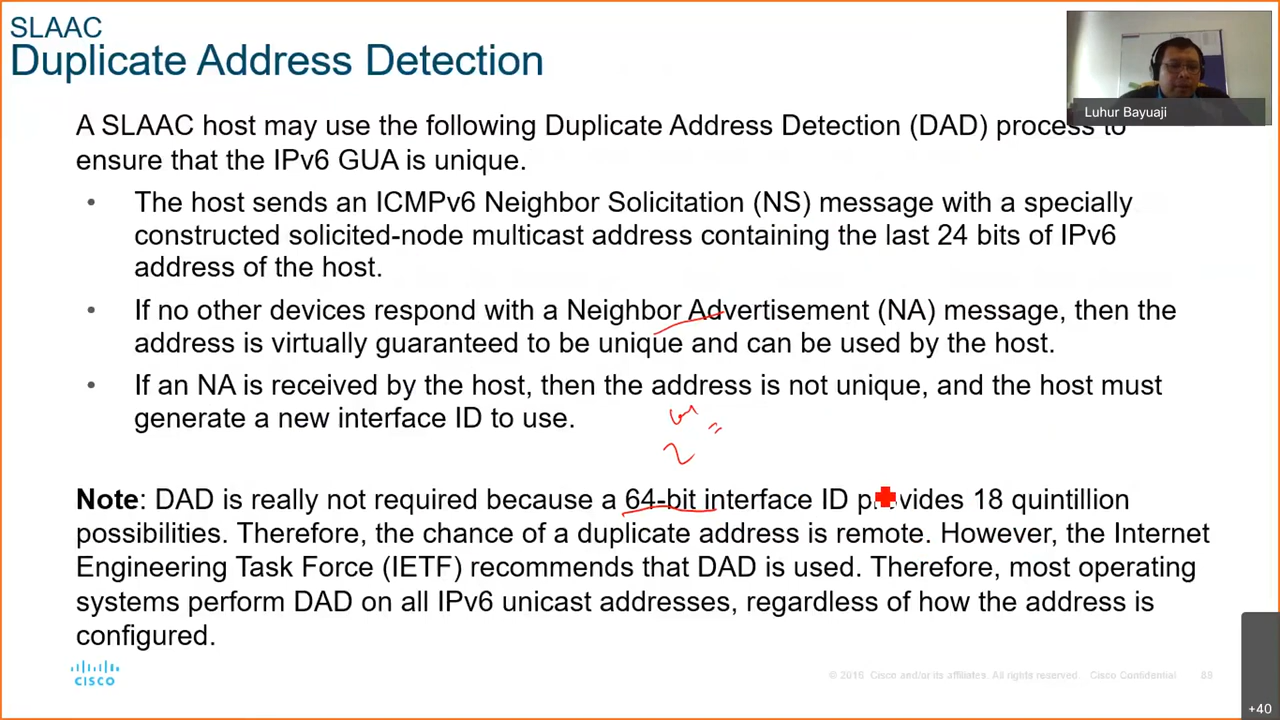 SLAAC
Duplicate Address Detection
Luhur Bayuaji
A SLAAC host may use the following Duplicate Address Detection (DAD) process to
ensure that the IPv6 GUA is unique.
• The host sends an ICMPv6 Neighbor Solicitation (NS) message with a specially
constructed solicited-node multicast address containing the last 24 bits of IPv6
address of the host.
• If no other devices respond with a Neighbor Advertisement (NA) message, then the
address is virtually guaranteed to be unique and can be used by the host.
• If an NA is received by the host, then the address is not unique, and the host must
generate a new interface ID to use.
2 =
Note: DAD is really not required because a 64-bit interface ID provides 18 quintillion
possibilities. Therefore, the chance of a duplicate address is remote. However, the Internet
Engineering Task Force (IETF) recommends that DAD is used. Therefore, most operating
systems perform DAD on all IPv6 unicast addresses, regardless of how the address is
configured.
CISCO
© 2016 Cisco and/or its affiliates. All rights reserved. Cisco Confidential
+40